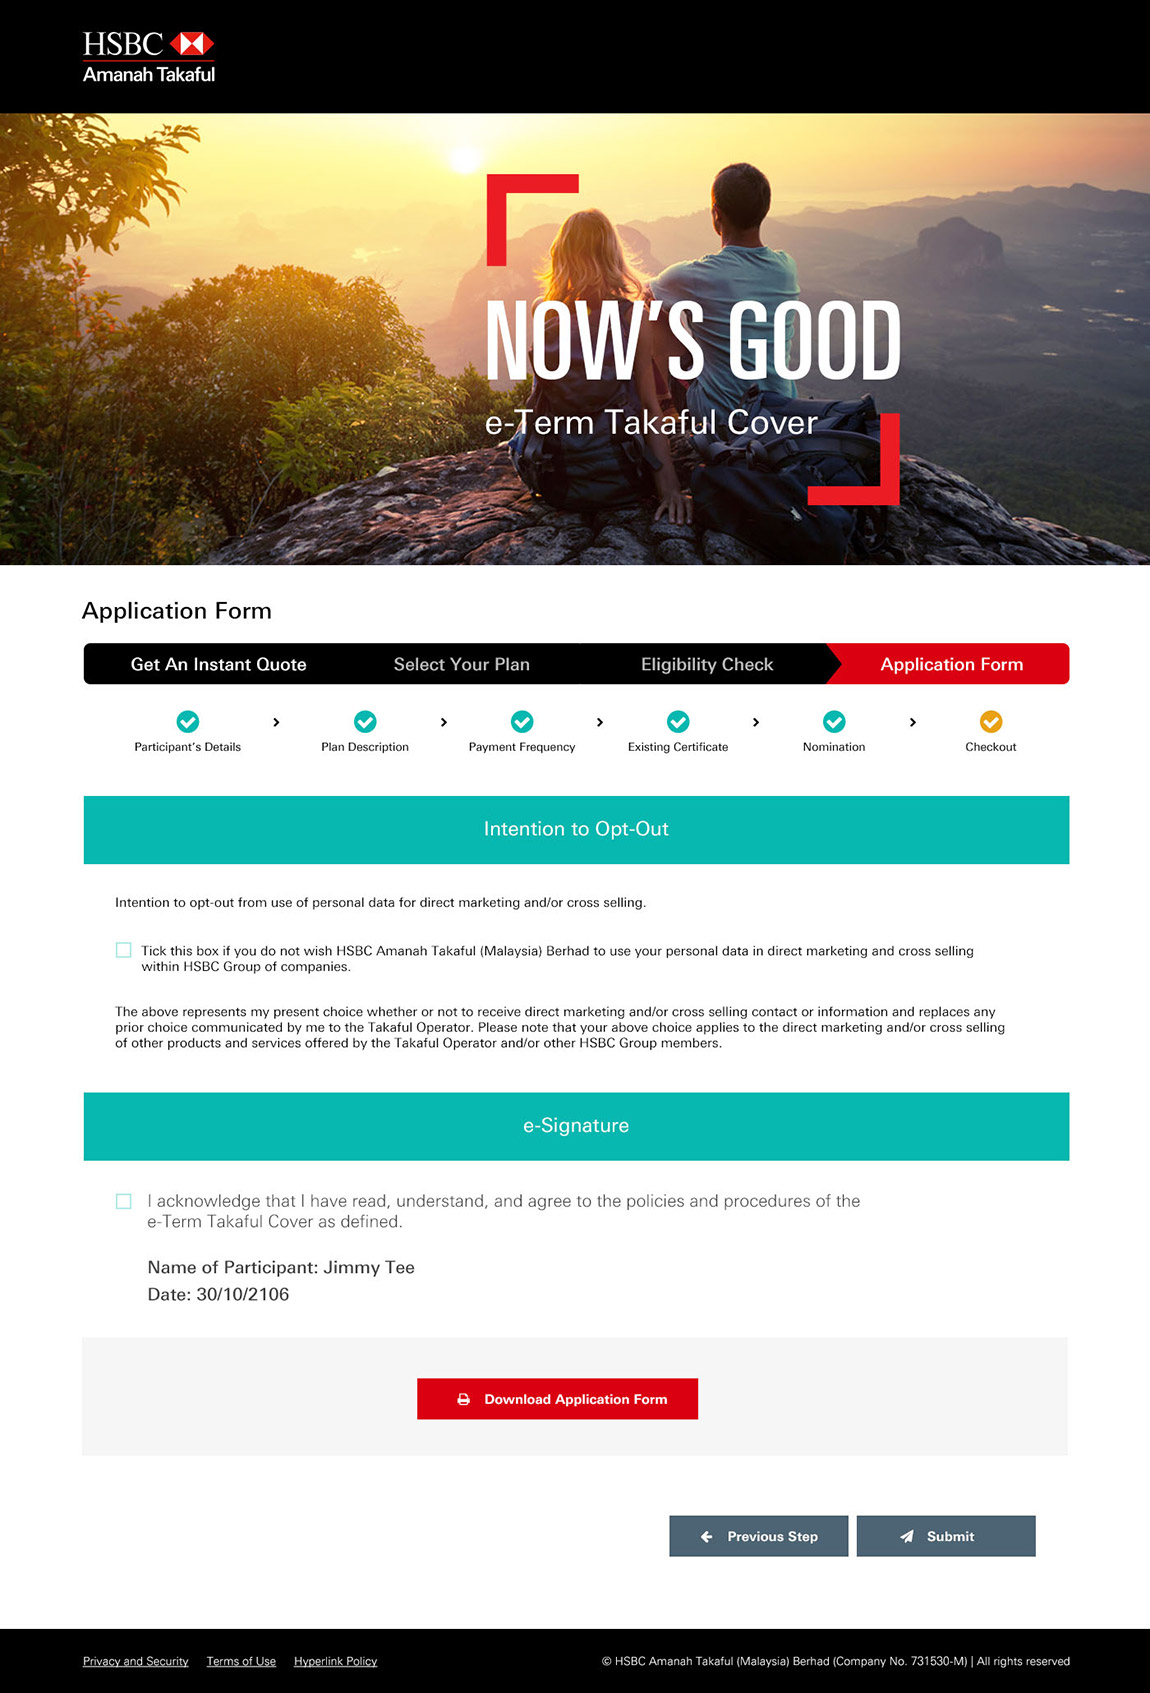 HSBC
Amanah Takaful
NOW'S GOOD
e-Term Takaful Cover
Application Form
Get An Instant Quote
Select Your Plan
Eligibility Check
Application Form
Participant's Details
Plan Description
Payment Frequency
Existing Certificate
Nomination
Checkout
Intention to Opt-Out
Intention to opt-out from use of personal data for direct marketing and/or cross selling.
Tick this box if you do not wish HSBC Amanah Takaful (Malaysia) Berhad to use your personal data in direct marketing and cross selling
within HSBC Group of companies.
The above represents my present choice whether or not to receive direct marketing and/or cross selling contact or information and replaces any
prior choice communicated by me to the Takaful Operator. Please note that your above choice applies to the direct marketing and/or cross selling
of other products and services offered by the Takaful Operator and/or other HSBC Group members.
e-Signature
I acknowledge that I have read, understand, and agree to the policies and procedures of the
e-Term Takaful Cover as defined.
Name of Participant: Jimmy Tee
Date: 30/10/2106
Download Application Form
Previous Step
Submit
Privacy and Security
Terms of Use
Hyperlink Policy
© HSBC Amanah Takaful (Malaysia) Berhad (Company No. 731530-M) | All rights reserved